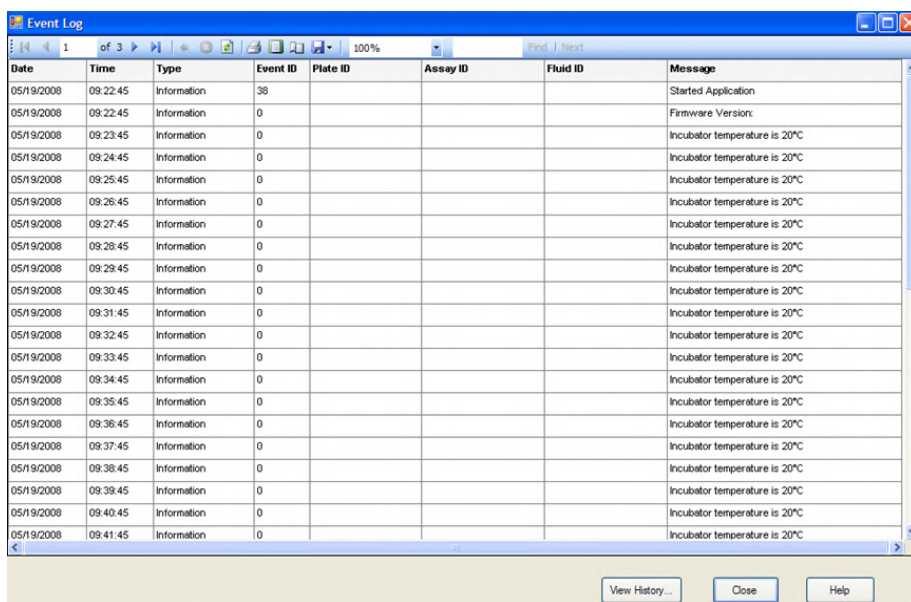 Event Log
1 of 3 100% Find | Next
Date Time Type Event ID Plate ID Assay ID Fluid ID Message
05/19/2008 09:22:45 Information 38 Started Application
05/19/2008 09:22:45 Information 0 Firmware Version:
05/19/2008 09:23:45 Information 0 Incubator temperature is 20°C
05/19/2008 09:24:45 Information 0 Incubator temperature is 20°C
05/19/2008 09:25:45 Information 0 Incubator temperature is 20°C
05/19/2008 09:26:45 Information 0 Incubator temperature is 20°C
05/19/2008 09:27:45 Information 0 Incubator temperature is 20°C
05/19/2008 09:28:45 Information 0 Incubator temperature is 20°C
05/19/2008 09:29:45 Information 0 Incubator temperature is 20°C
05/19/2008 09:30:45 Information 0 Incubator temperature is 20°C
05/19/2008 09:31:45 Information 0 Incubator temperature is 20°C
05/19/2008 09:32:45 Information 0 Incubator temperature is 20°C
05/19/2008 09:33:45 Information 0 Incubator temperature is 20°C
05/19/2008 09:34:45 Information 0 Incubator temperature is 20°C
05/19/2008 09:35:45 Information 0 Incubator temperature is 20°C
05/19/2008 09:36:45 Information 0 Incubator temperature is 20°C
05/19/2008 09:37:45 Information 0 Incubator temperature is 20°C
05/19/2008 09:38:45 Information 0 Incubator temperature is 20°C
05/19/2008 09:39:45 Information 0 Incubator temperature is 20°C
05/19/2008 09:40:45 Information 0 Incubator temperature is 20°C
05/19/2008 09:41:45 Information 0 Incubator temperature is 20°C
View History... Close Help